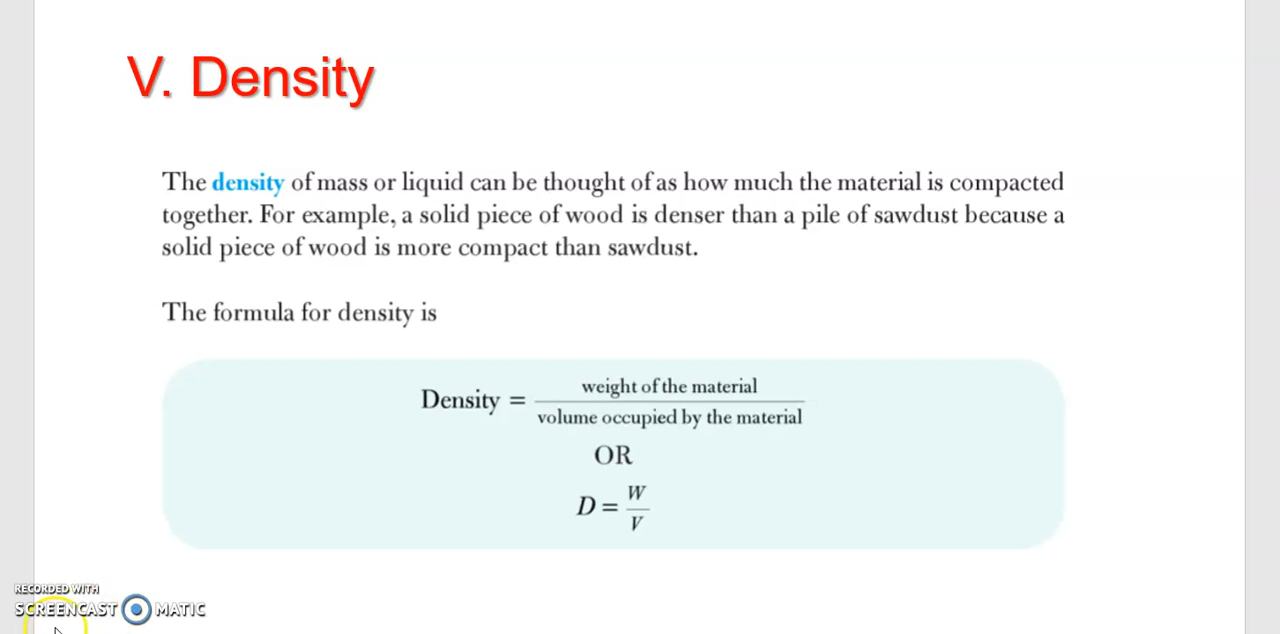 V. Density
The density of mass or liquid can be thought of as how much the material is compacted
together. For example, a solid piece of wood is denser than a pile of sawdust because a
solid piece of wood is more compact than sawdust.
The formula for density is
Density = weight of the material / volume occupied by the material
OR
D = W / V
RECORDED WITH
SCREENCAST MATIC